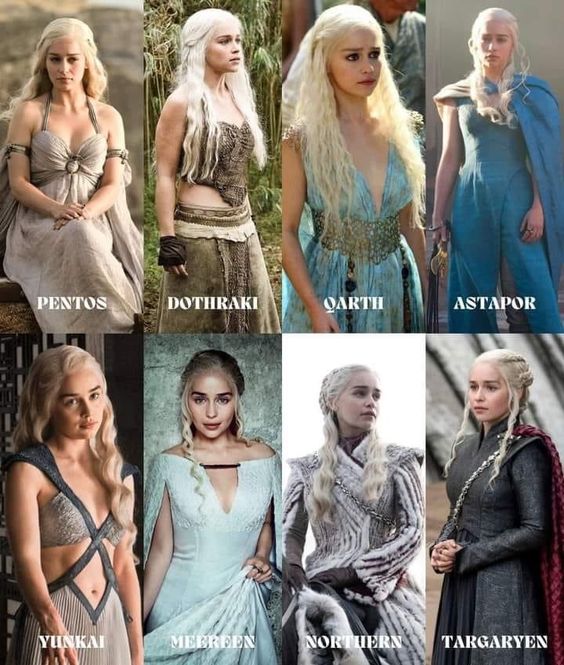 PENTOS
DOTHRAKI
QARTH
ASTAPOR
YUNKAI
MEEREEN
NORTHERN
TARGARYEN